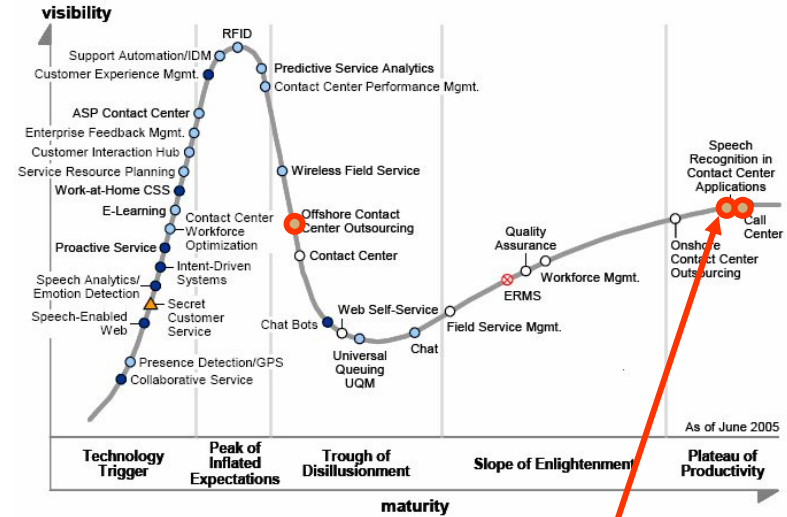 visibility
RFID
Support Automation/IDM
Customer Experience Mgmt.
Predictive Service Analytics
Contact Center Performance Mgmt.
ASP Contact Center
Enterprise Feedback Mgmt.
Customer Interaction Hub
Service Resource Planning
Work-at-Home CSS
E-Learning
Contact Center
Workforce
Optimization
Proactive Service
Intent-Driven
Systems
Speech Analytics/
Emotion Detection
Secret
Customer
Service
Speech-Enabled
Web
Presence Detection/GPS
Collaborative Service
Wireless Field Service
Offshore Contact
Center Outsourcing
Contact Center
Chat Bots
Web Self-Service
Universal
Queuing
UQM
Chat
Field Service Mgmt.
ERMS
Quality
Assurance
Workforce Mgmt.
Speech
Recognition in
Contact Center
Applications
Call
Center
Onshore
Contact Center
Outsourcing
As of June 2005
Technology
Trigger
Peak of
Inflated
Expectations
Trough of
Disillusionment
Slope of Enlightenment
Plateau of
Productivity
maturity